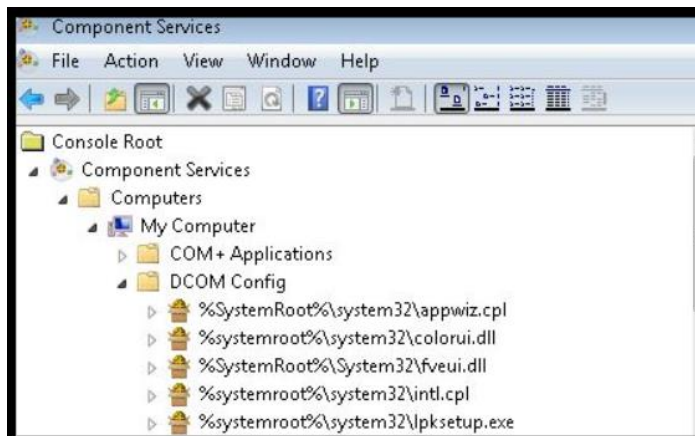 Component Services
File Action View Window Help
Console Root
Component Services
Computers
My Computer
COM+ Applications
DCOM Config
%SystemRoot%\system32\appwiz.cpl
%systemroot%\system32\colorui.dll
%SystemRoot%\System32\fveui.dll
%systemroot%\system32\intl.cpl
%systemroot%\system32\lpksetup.exe